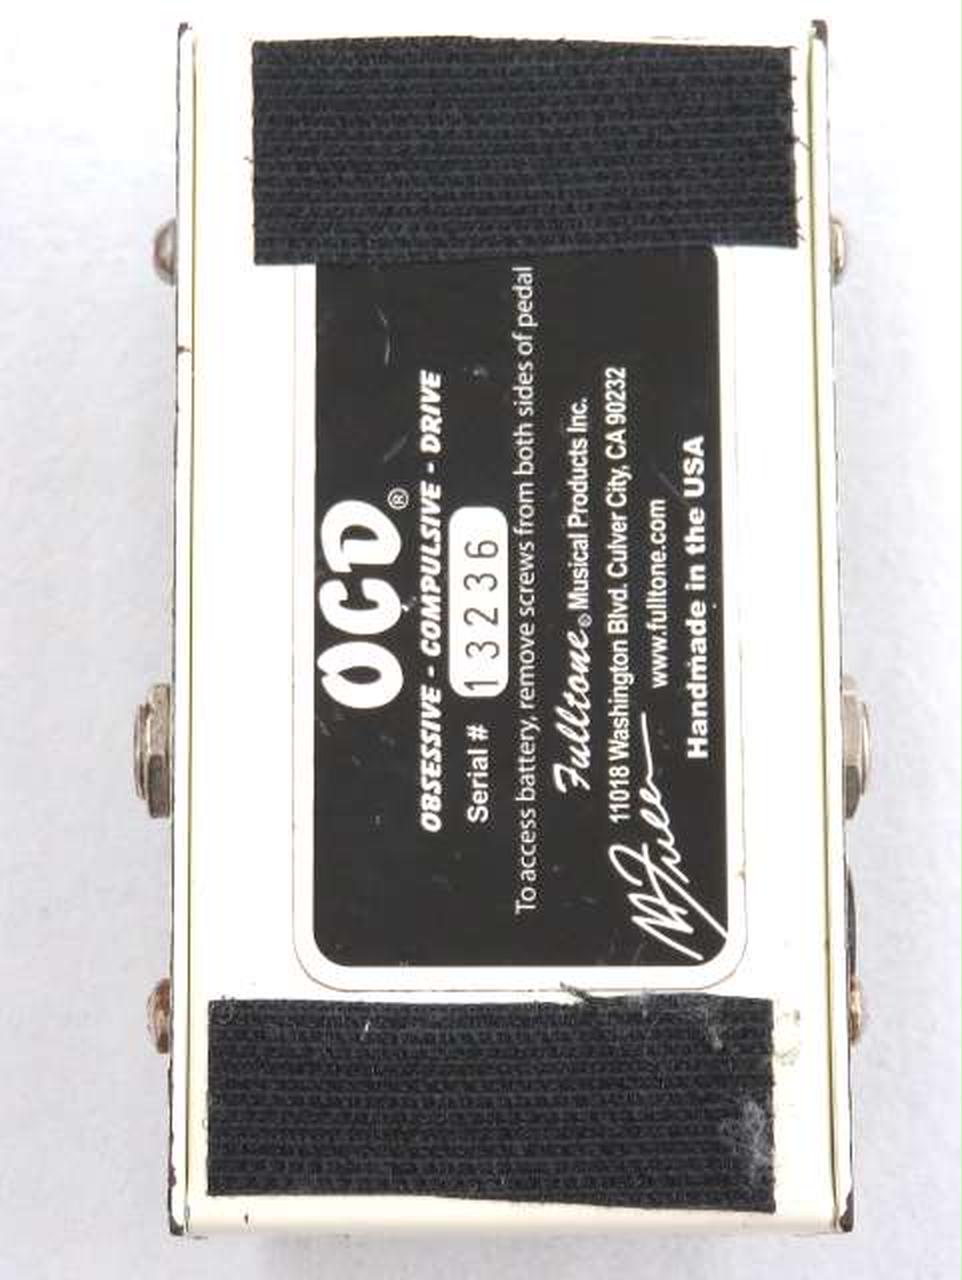 OCD®
OBSESSIVE - COMPULSIVE - DRIVE
Serial # 13236
To access battery, remove screws from both sides of pedal
Fulltone® Musical Products Inc.
11018 Washington Blvd. Culver City, CA 90232
www.fulltone.com
Handmade in the USA
M Fuller